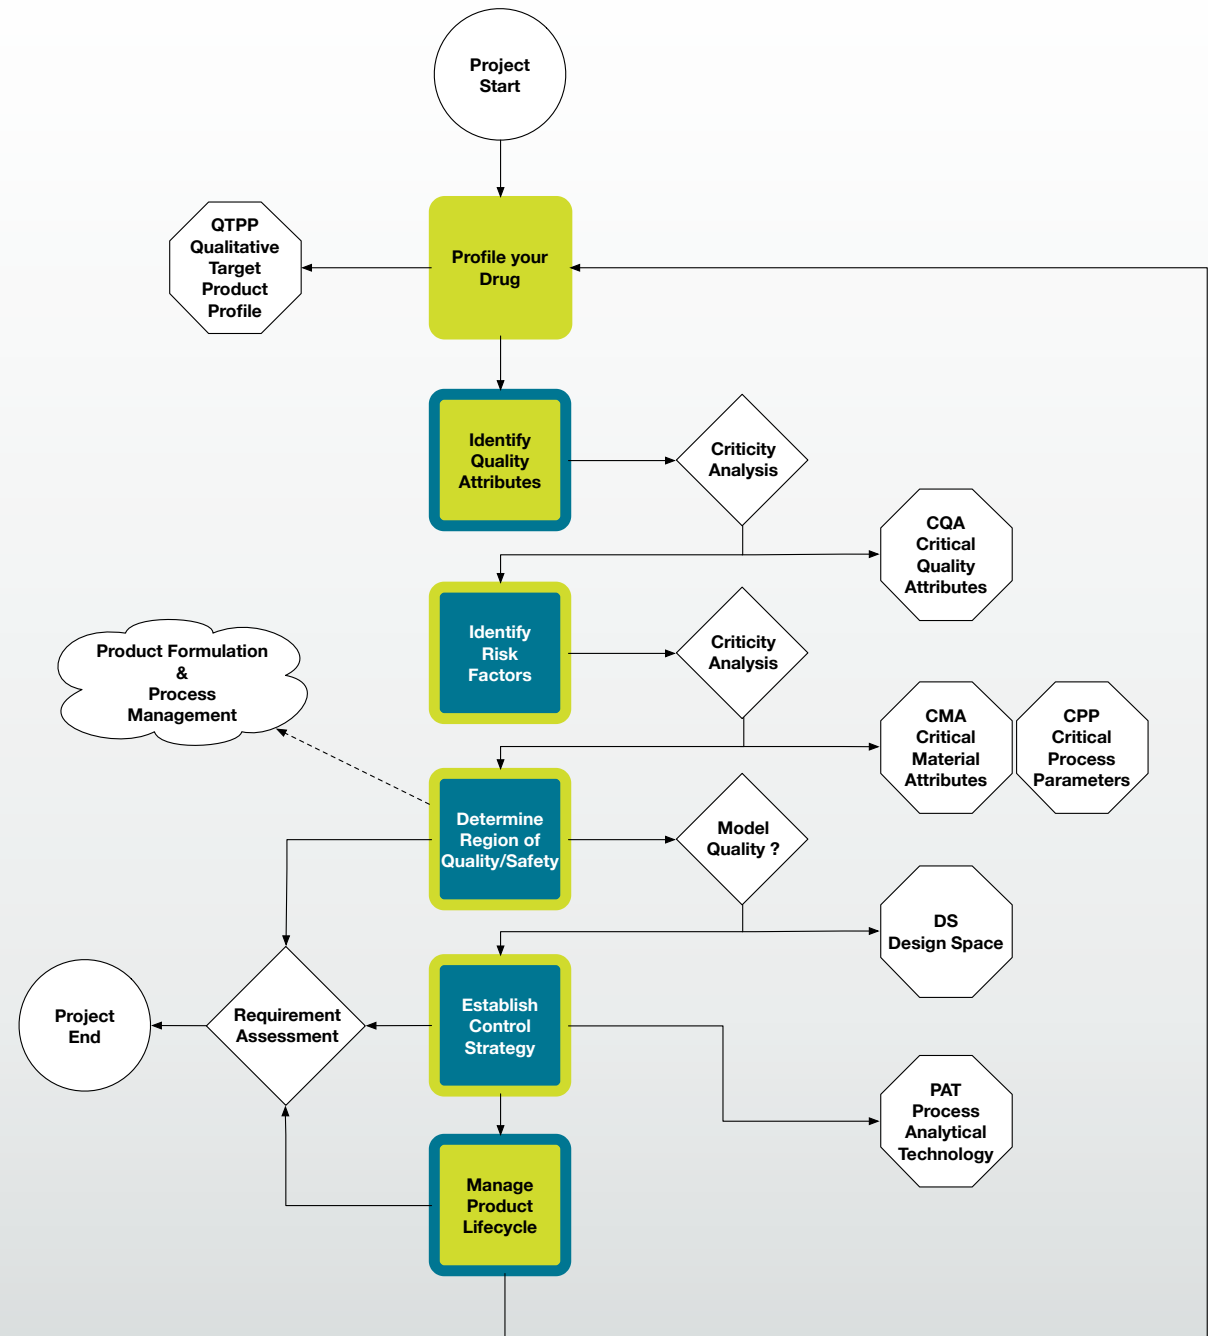 Project
Start
QTPP
Qualitative
Target
Product
Profile
Profile your
Drug
Identify
Quality
Attributes
Criticity
Analysis
CQA
Critical
Quality
Attributes
Identify
Risk
Factors
Criticity
Analysis
Product Formulation
&
Process
Management
CMA
Critical
Material
Attributes
CPP
Critical
Process
Parameters
Determine
Region of
Quality/Safety
Model
Quality ?
DS
Design Space
Project
End
Requirement
Assessment
Establish
Control
Strategy
PAT
Process
Analytical
Technology
Manage
Product
Lifecycle